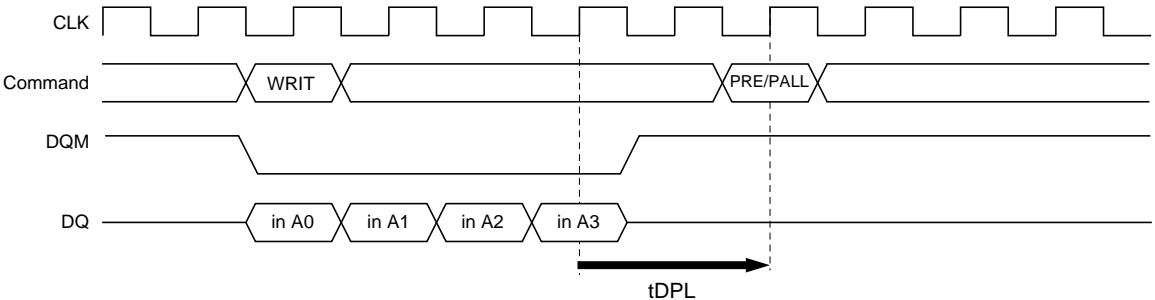 CLK
Command WRIT PRE/PALL
DQM
DQ in A0 in A1 in A2 in A3
tDPL